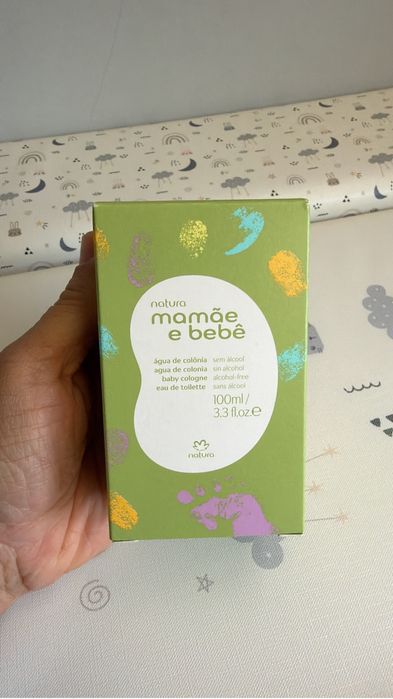 natura
mamãe
e bebê
água de colônia sem álcool
agua de colonia sin alcohol
baby cologne alcohol-free
eau de toilette sans álcool
100ml/
3.3 fl.oz.℮
natura